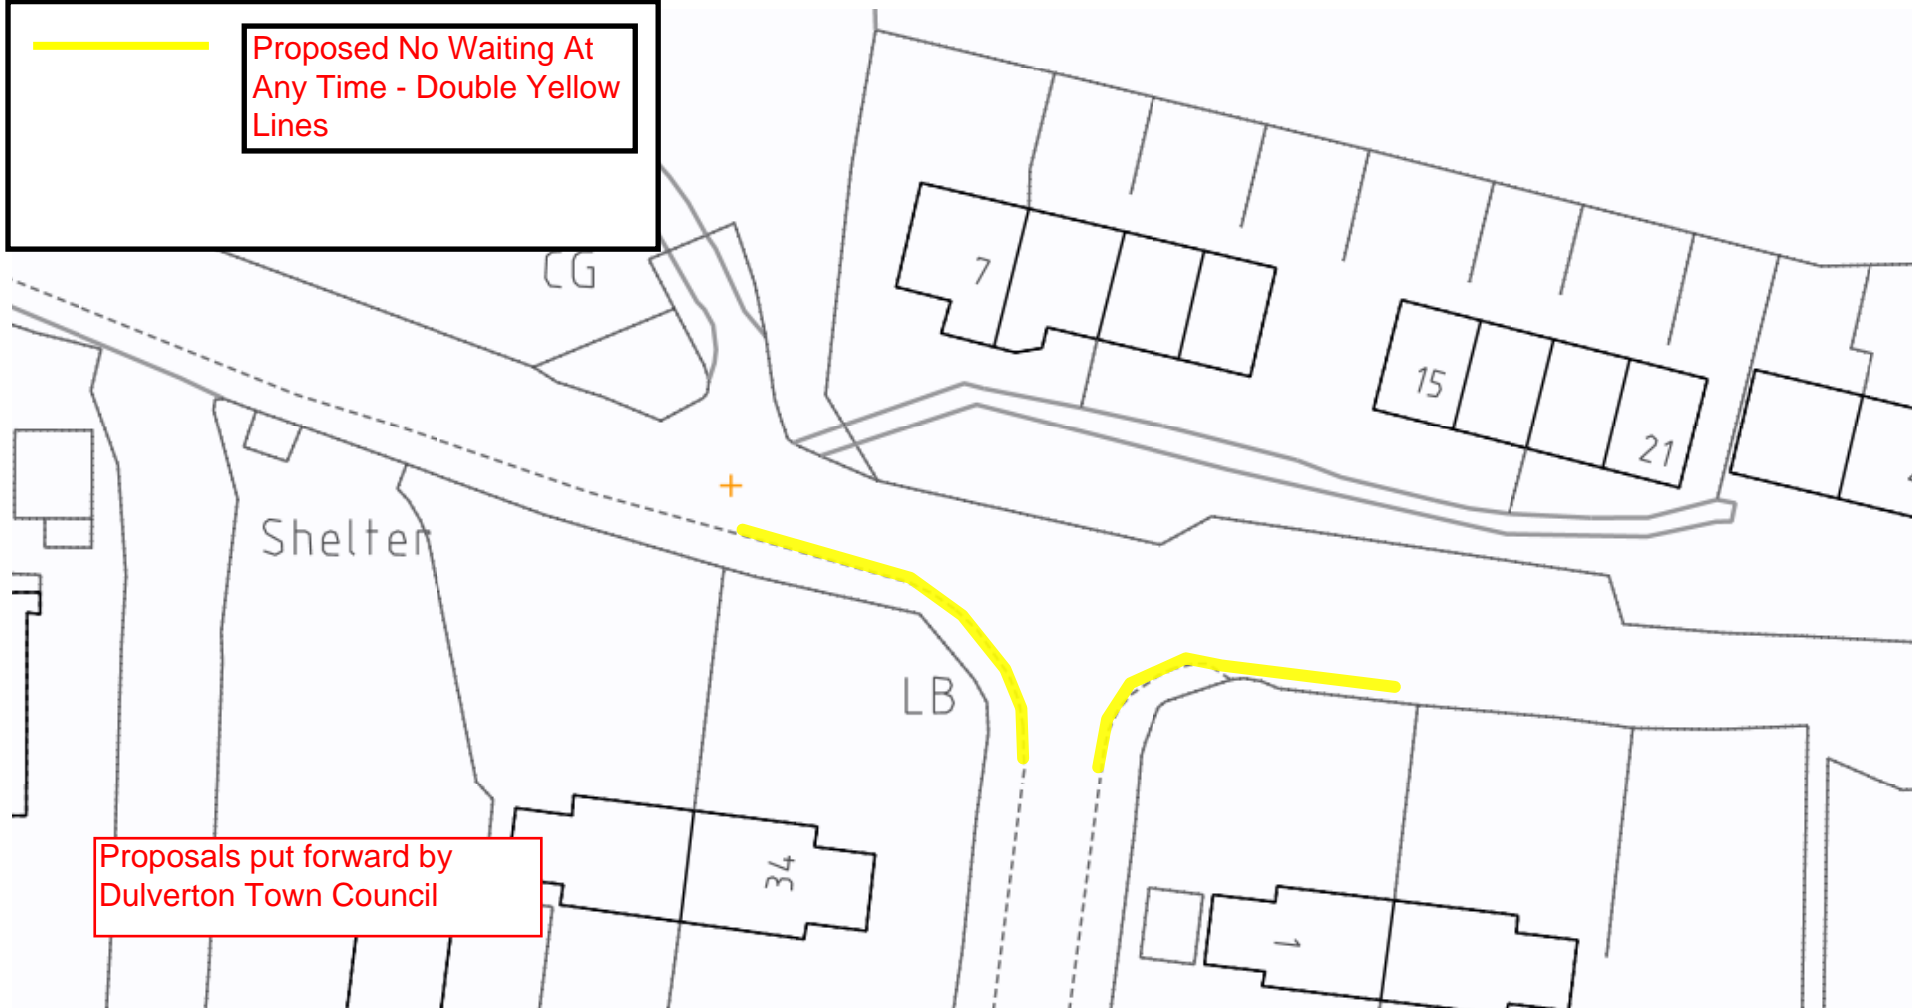 Proposed No Waiting At
Any Time - Double Yellow
Lines
CG
7
15
21
Shelter
LB
34
1
Proposals put forward by
Dulverton Town Council